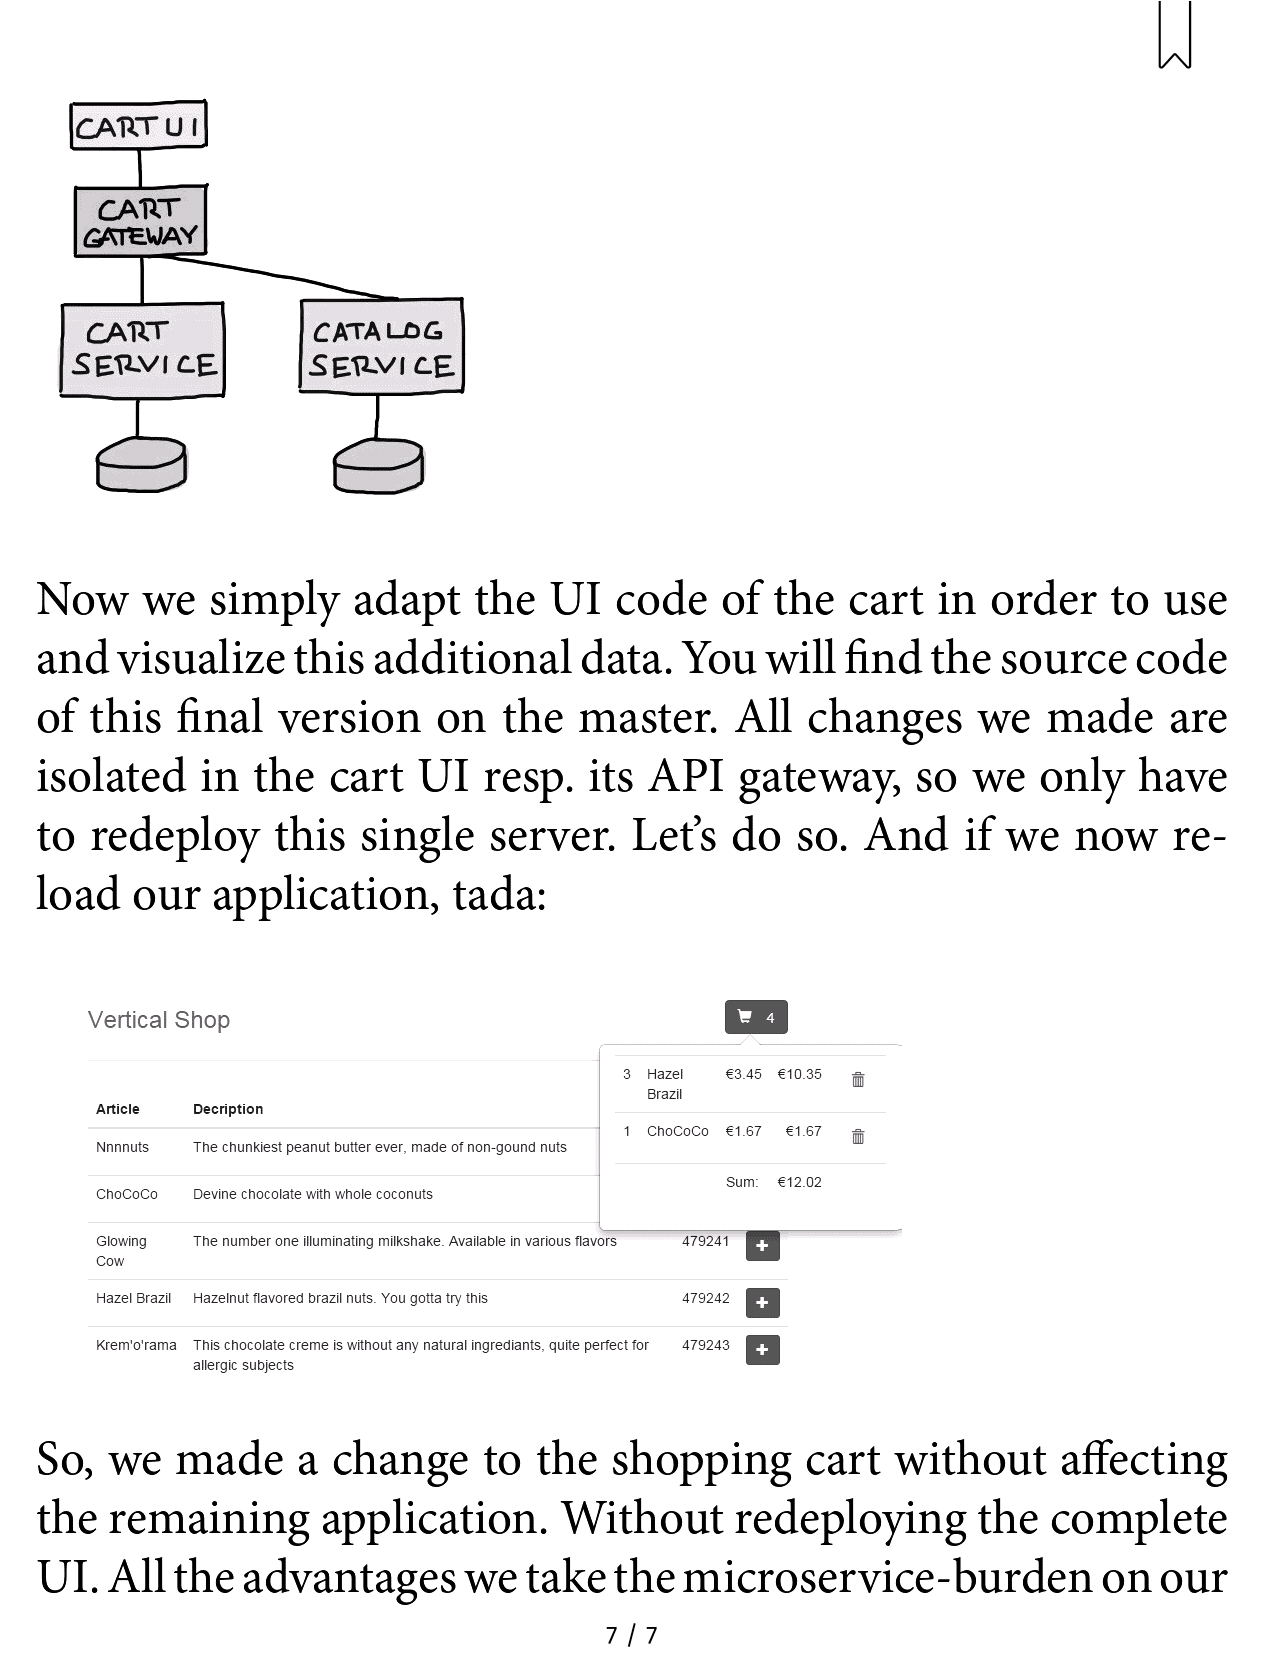 CART UI
CART
GATEWAY
CART
SERVICE
CATALOG
SERVICE
Now we simply adapt the UI code of the cart in order to use
and visualize this additional data. You will find the source code
of this final version on the master. All changes we made are
isolated in the cart UI resp. its API gateway, so we only have
to redeploy this single server. Let’s do so. And if we now re-
load our application, tada:
Vertical Shop
4
3 Hazel €3.45 €10.35
Brazil
1 ChoCoCo €1.67 €1.67
Sum: €12.02
Article Decription
Nnnnuts The chunkiest peanut butter ever, made of non-gound nuts
ChoCoCo Devine chocolate with whole coconuts
Glowing The number one illuminating milkshake. Available in various flavors 479241
Cow
Hazel Brazil Hazelnut flavored brazil nuts. You gotta try this 479242
Krem'o'rama This chocolate creme is without any natural ingrediants, quite perfect for 479243
allergic subjects
So, we made a change to the shopping cart without affecting
the remaining application. Without redeploying the complete
UI. All the advantages we take the microservice-burden on our
7 / 7